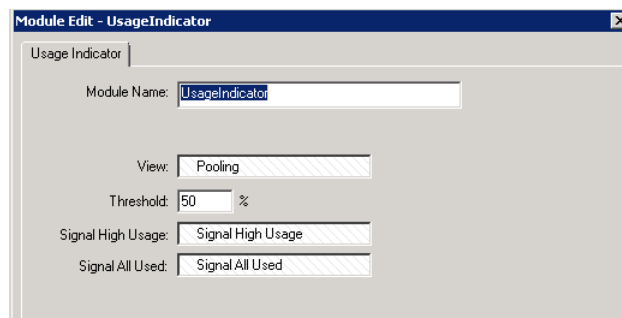 Module Edit - UsageIndicator
Usage Indicator
Module Name: UsageIndicator
View: Pooling
Threshold: 50 %
Signal High Usage: Signal High Usage
Signal All Used: Signal All Used